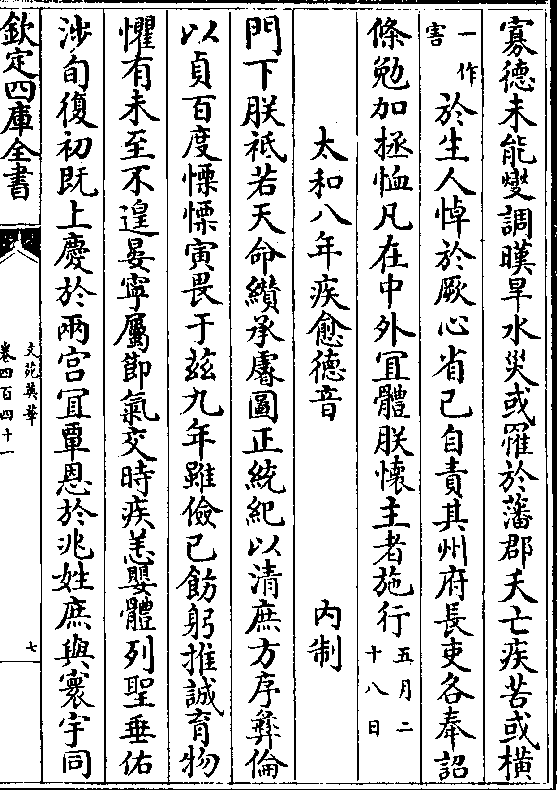 寡德未能燮調暵旱水災或罹於藩郡夭亡疾苦或橫
一作害於生人悼於厥心省已自責其州府長吏各奉詔
條勉加拯恤凡在中外宜體朕懷主者施行五月二十八日
太和八年疾愈德音 內制
門下朕祗若天命纘承睿圖正統紀以清庶方序彝倫
以貞百度慄慄寅畏于茲九年雖儉已飭躬推誠育物
懼有未至不遑晏寧屬節氣交時疾恙嬰體列聖垂佑
涉旬復初既上慶於兩宮宜覃恩於兆姓庶與寰宇同
欽定四庫全書
文苑英華
卷四百四十一
七